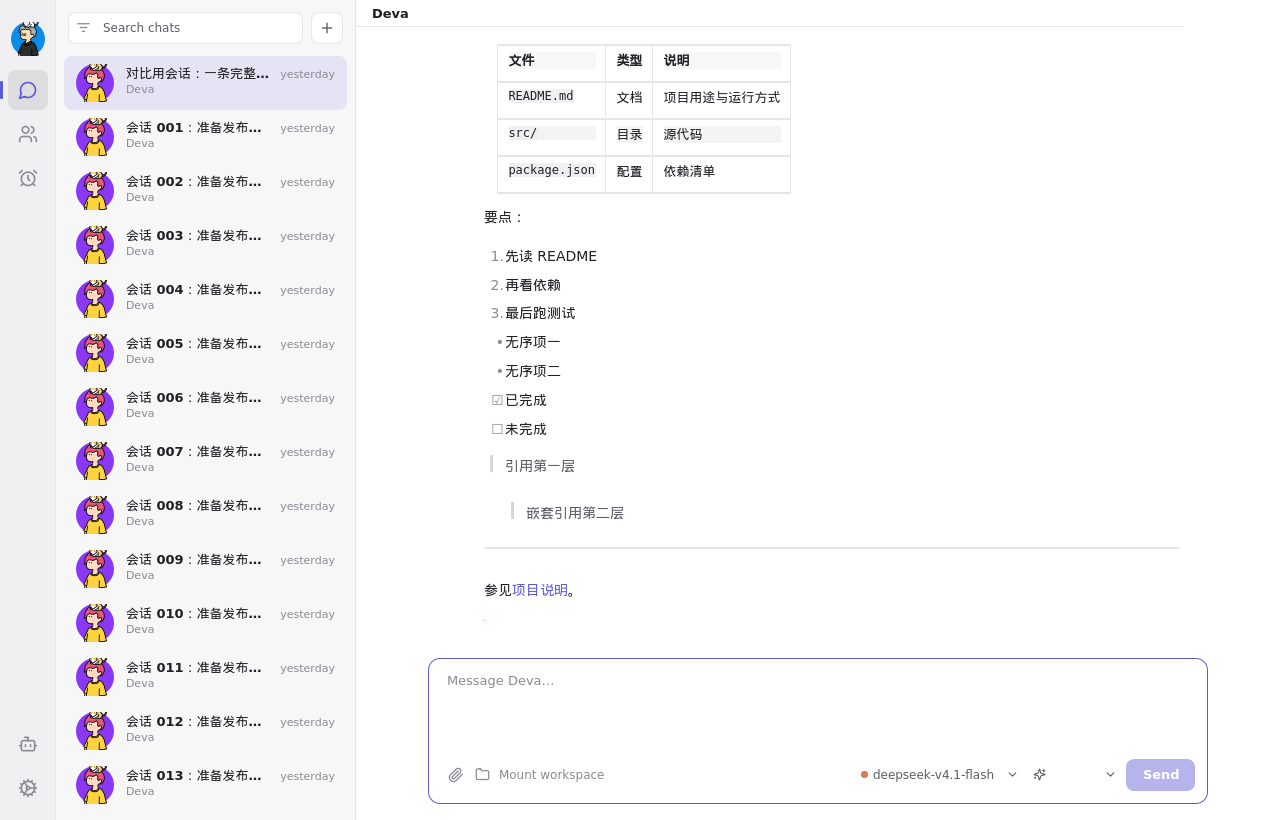 Search chats
对比用会话：一条完整… yesterday
Deva
会话 001：准备发布… yesterday
Deva
会话 002：准备发布… yesterday
Deva
会话 003：准备发布… yesterday
Deva
会话 004：准备发布… yesterday
Deva
会话 005：准备发布… yesterday
Deva
会话 006：准备发布… yesterday
Deva
会话 007：准备发布… yesterday
Deva
会话 008：准备发布… yesterday
Deva
会话 009：准备发布… yesterday
Deva
会话 010：准备发布… yesterday
Deva
会话 011：准备发布… yesterday
Deva
会话 012：准备发布… yesterday
Deva
会话 013：准备发布… yesterday
Deva
Deva
文件 类型 说明
README.md 文档 项目用途与运行方式
src/ 目录 源代码
package.json 配置 依赖清单
要点：
1. 先读 README
2. 再看依赖
3. 最后跑测试
• 无序项一
• 无序项二
☑ 已完成
☐ 未完成
引用第一层
嵌套引用第二层
参见项目说明。
Message Deva…
Mount workspace deepseek-v4.1-flash Send